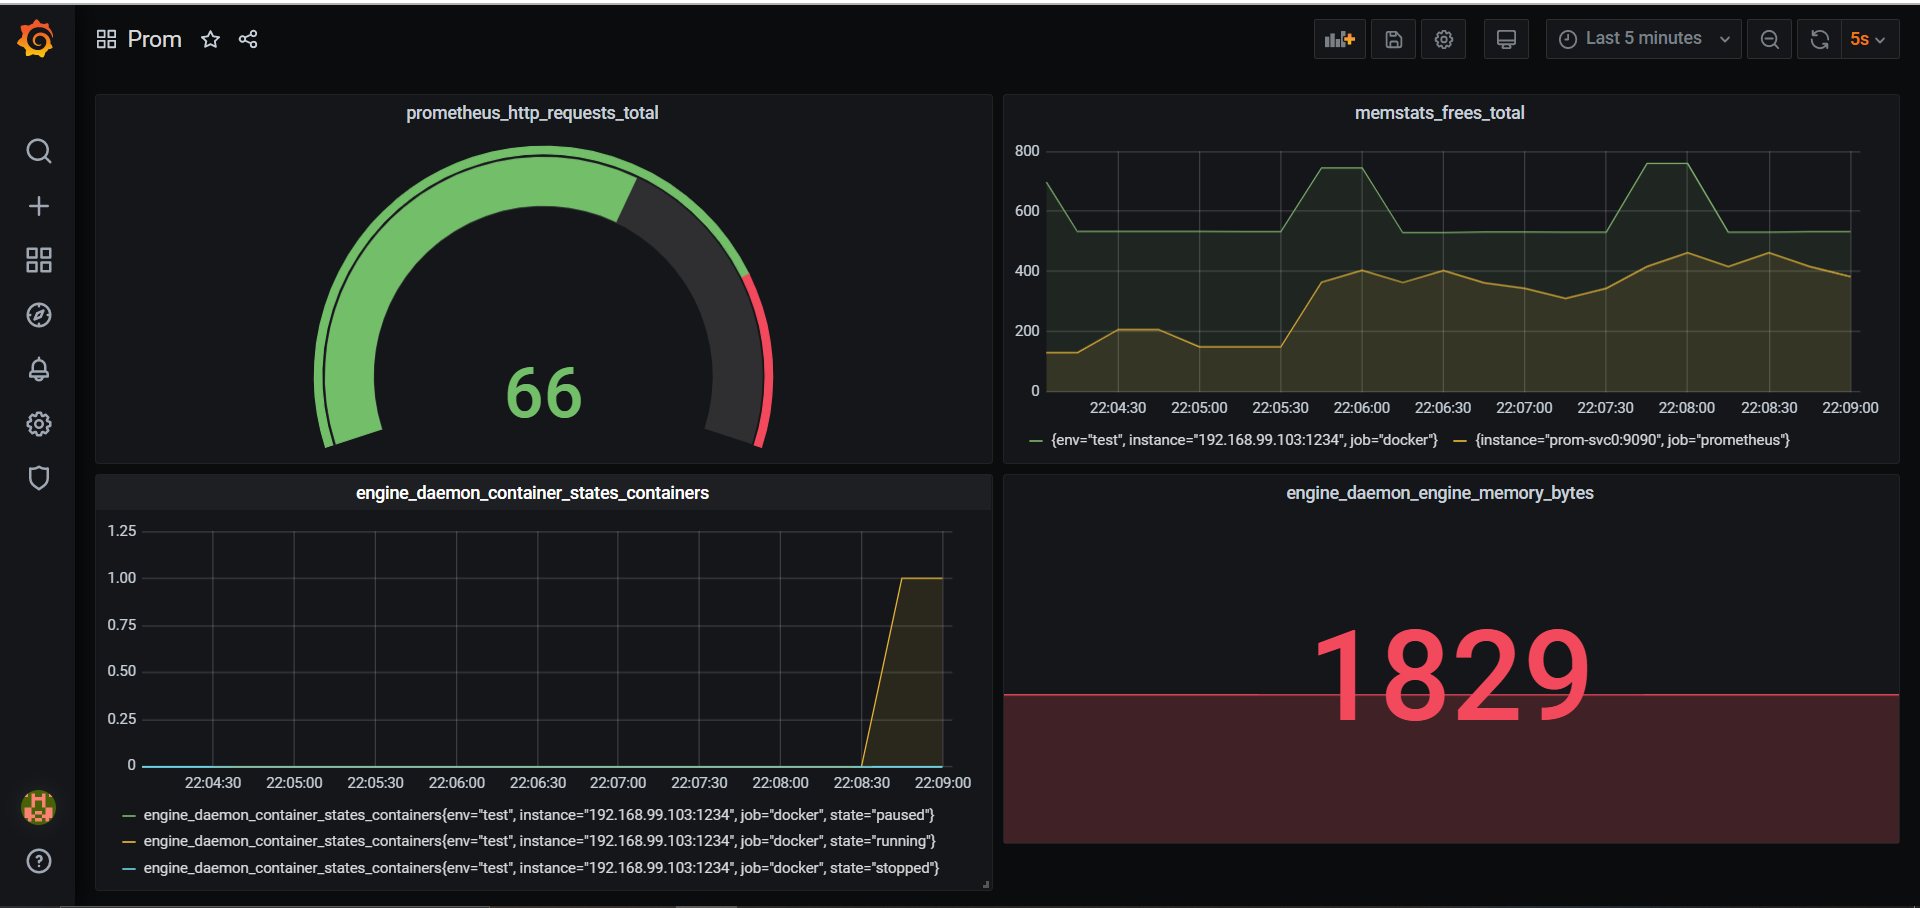 Prom
Last 5 minutes
5s
prometheus_http_requests_total
66
memstats_frees_total
800
600
400
200
0
22:04:30 22:05:00 22:05:30 22:06:00 22:06:30 22:07:00 22:07:30 22:08:00 22:08:30 22:09:00
{env="test", instance="192.168.99.103:1234", job="docker"} {instance="prom-svc0:9090", job="prometheus"}
engine_daemon_container_states_containers
1.25
1.00
0.75
0.50
0.25
0
22:04:30 22:05:00 22:05:30 22:06:00 22:06:30 22:07:00 22:07:30 22:08:00 22:08:30 22:09:00
engine_daemon_container_states_containers{env="test", instance="192.168.99.103:1234", job="docker", state="paused"}
engine_daemon_container_states_containers{env="test", instance="192.168.99.103:1234", job="docker", state="running"}
engine_daemon_container_states_containers{env="test", instance="192.168.99.103:1234", job="docker", state="stopped"}
engine_daemon_engine_memory_bytes
1829